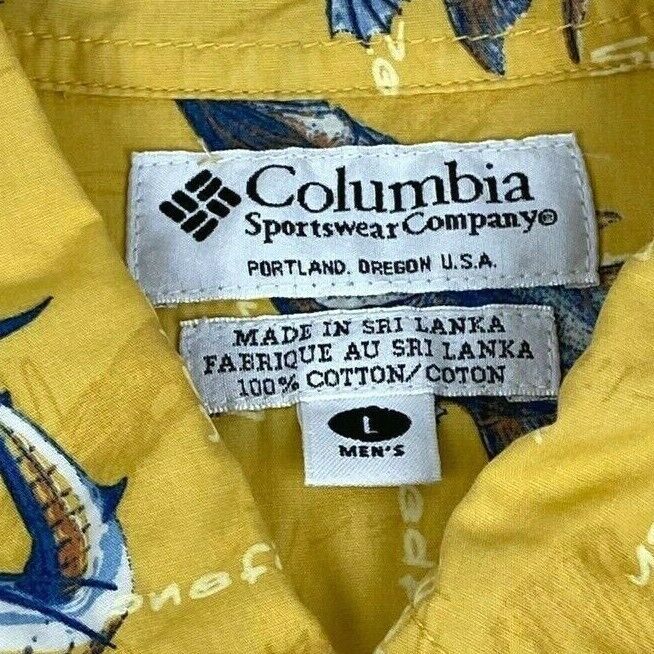 Columbia
Sportswear Company®
PORTLAND. OREGON U.S.A.
MADE IN SRI LANKA
FABRIQUE AU SRI LANKA
100% COTTON/COTON
L
MEN'S